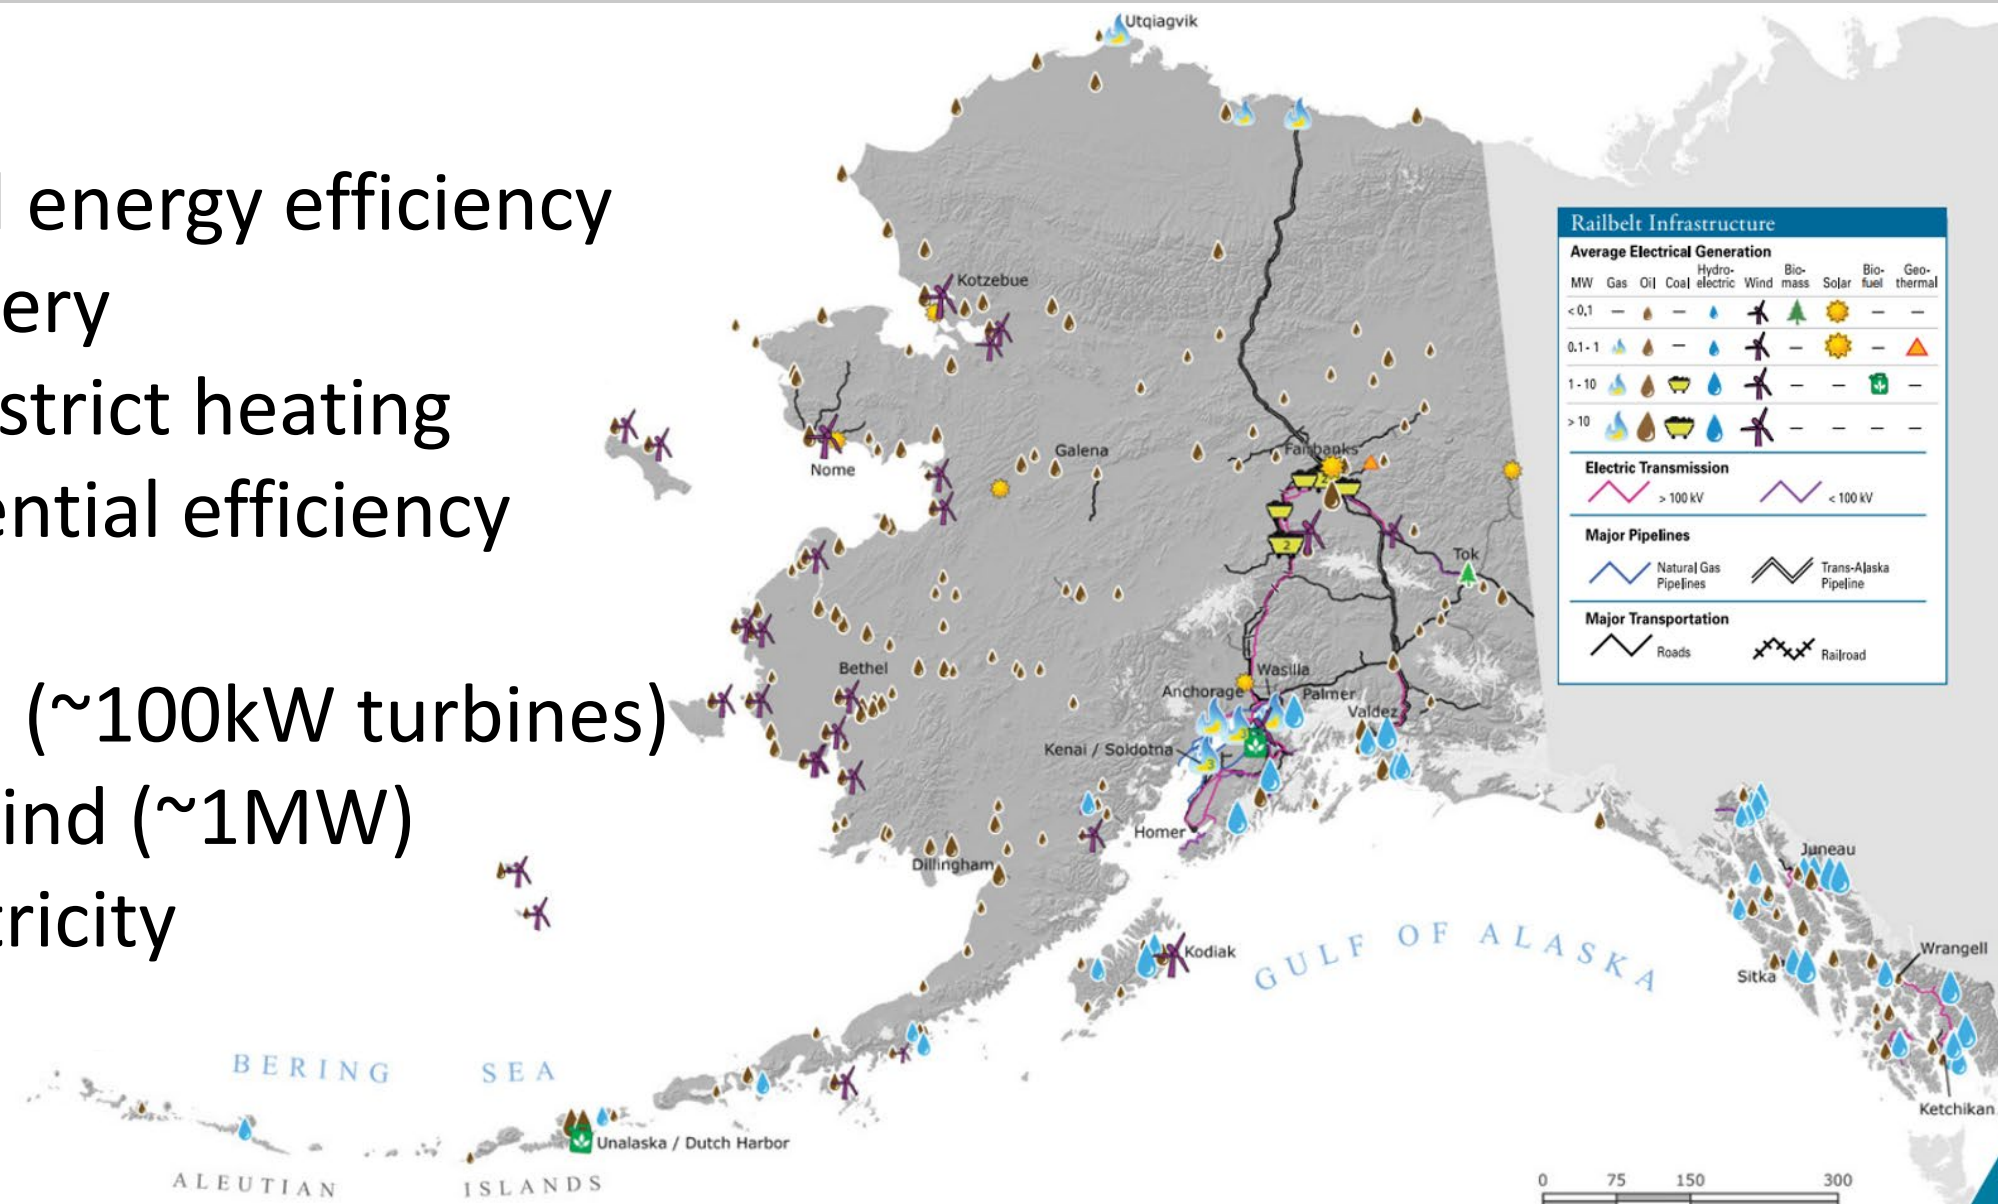 l energy efficiency
ery
strict heating
ential efficiency
(~100kW turbines)
ind (~1MW)
tricity
Utqiagvik
Kotzebue
Nome
Galena
Fairbanks
2
2
Tok
Bethel
Wasilla
Anchorage
Palmer
Valdez
Kenai / Soldotna
3
Homer
Dillingham
Kodiak
GULF OF ALASKA
Juneau
Sitka
Wrangell
Ketchikan
BERING SEA
Unalaska / Dutch Harbor
ALEUTIAN ISLANDS
Railbelt Infrastructure
Average Electrical Generation
MW Gas Oil Coal Hydro-electric Wind Bio-mass Solar Bio-fuel Geo-thermal
<0.1 — — — —
0.1-1 — — —
1-10 — — —
>10 — — — —
Electric Transmission
> 100 kV < 100 kV
Major Pipelines
Natural Gas Pipelines Trans-Alaska Pipeline
Major Transportation
Roads Railroad
0 75 150 300